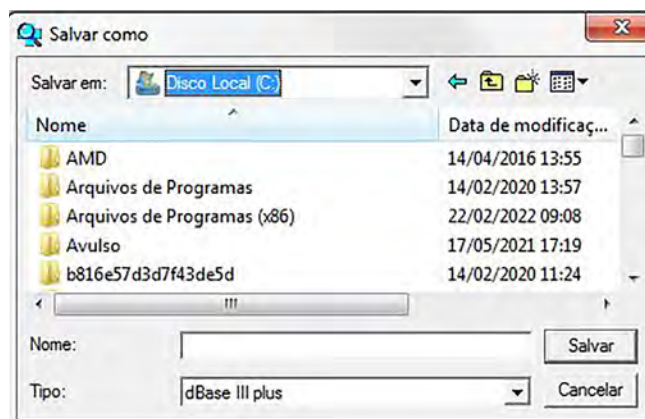 Salvar como
Salvar em: Disco Local (C:)
Nome Data de modificaç...
AMD 14/04/2016 13:55
Arquivos de Programas 14/02/2020 13:57
Arquivos de Programas (x86) 22/02/2022 09:08
Avulso 17/05/2021 17:19
b816e57d3d7f43de5d 14/02/2020 11:24
Nome: Salvar
Tipo: dBase III plus Cancelar